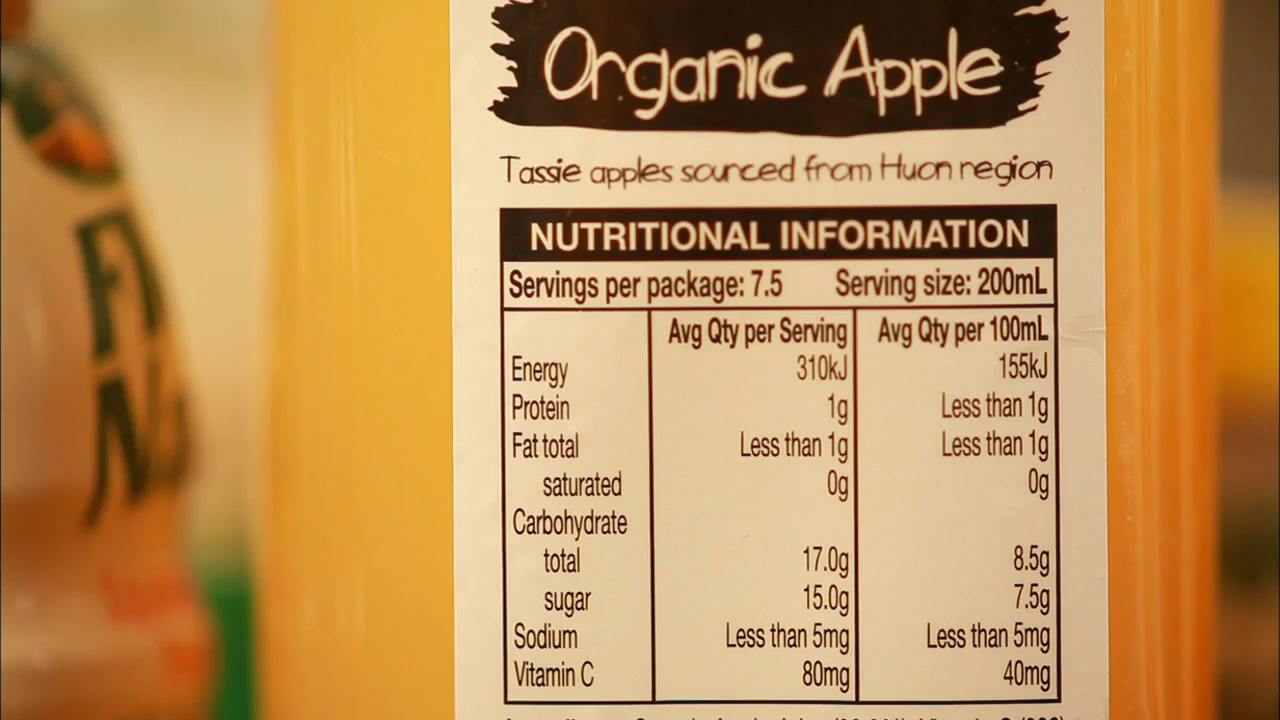 Organic Apple
Tassie apples sourced from Huon region
NUTRITIONAL INFORMATION
Servings per package: 7.5 Serving size: 200mL
Avg Qty per Serving Avg Qty per 100mL
Energy 310kJ 155kJ
Protein 1g Less than 1g
Fat total Less than 1g Less than 1g
saturated 0g 0g
Carbohydrate
total 17.0g 8.5g
sugar 15.0g 7.5g
Sodium Less than 5mg Less than 5mg
Vitamin C 80mg 40mg